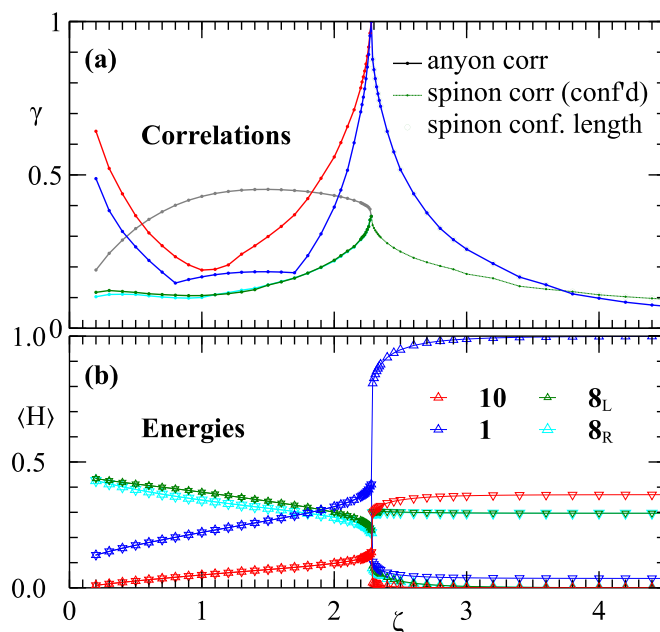 1
(a)
anyon corr
spinon corr (conf'd)
γ
Correlations
spinon conf. length
0.5
0
1.0
(b)
10
8L
⟨H⟩
Energies
1
8R
0.5
0.0
0 1 2 ζ 3 4